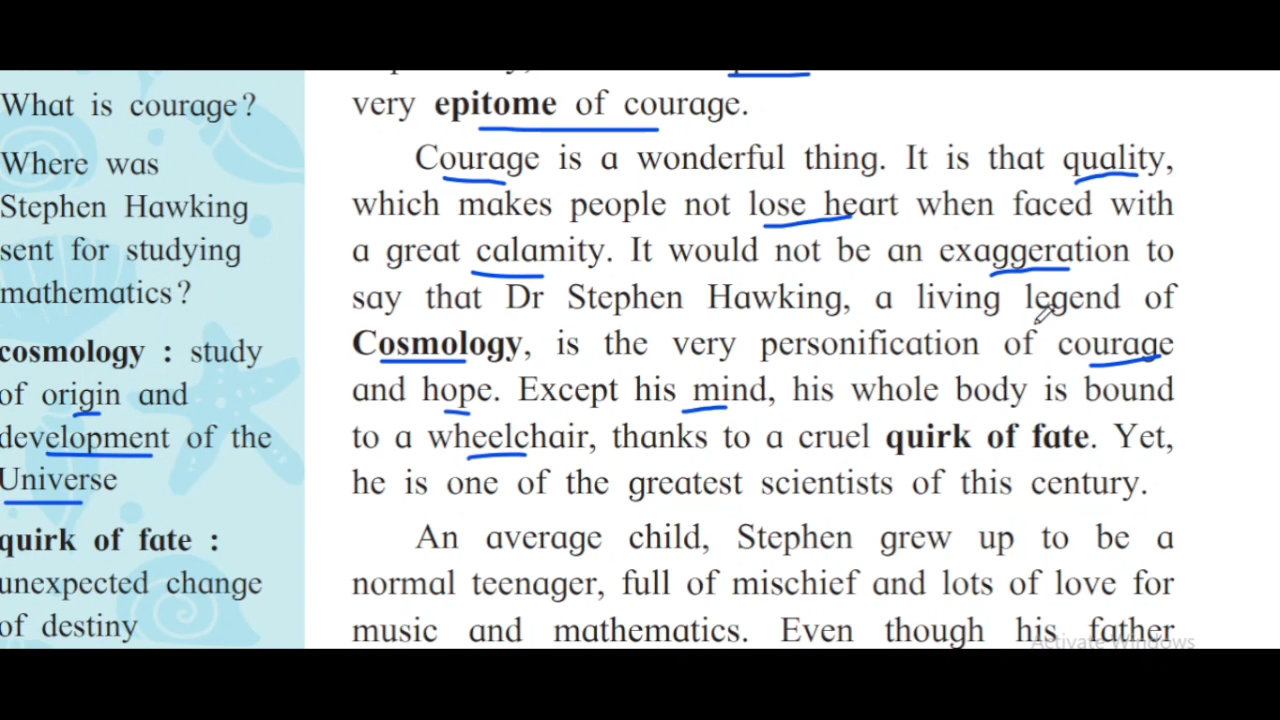 What is courage?
Where was
Stephen Hawking
sent for studying
mathematics?
cosmology : study
of origin and
development of the
Universe
quirk of fate :
unexpected change
of destiny
very epitome of courage.
Courage is a wonderful thing. It is that quality,
which makes people not lose heart when faced with
a great calamity. It would not be an exaggeration to
say that Dr Stephen Hawking, a living legend of
Cosmology, is the very personification of courage
and hope. Except his mind, his whole body is bound
to a wheelchair, thanks to a cruel quirk of fate. Yet,
he is one of the greatest scientists of this century.
An average child, Stephen grew up to be a
normal teenager, full of mischief and lots of love for
music and mathematics. Even though his father
Activate Windows